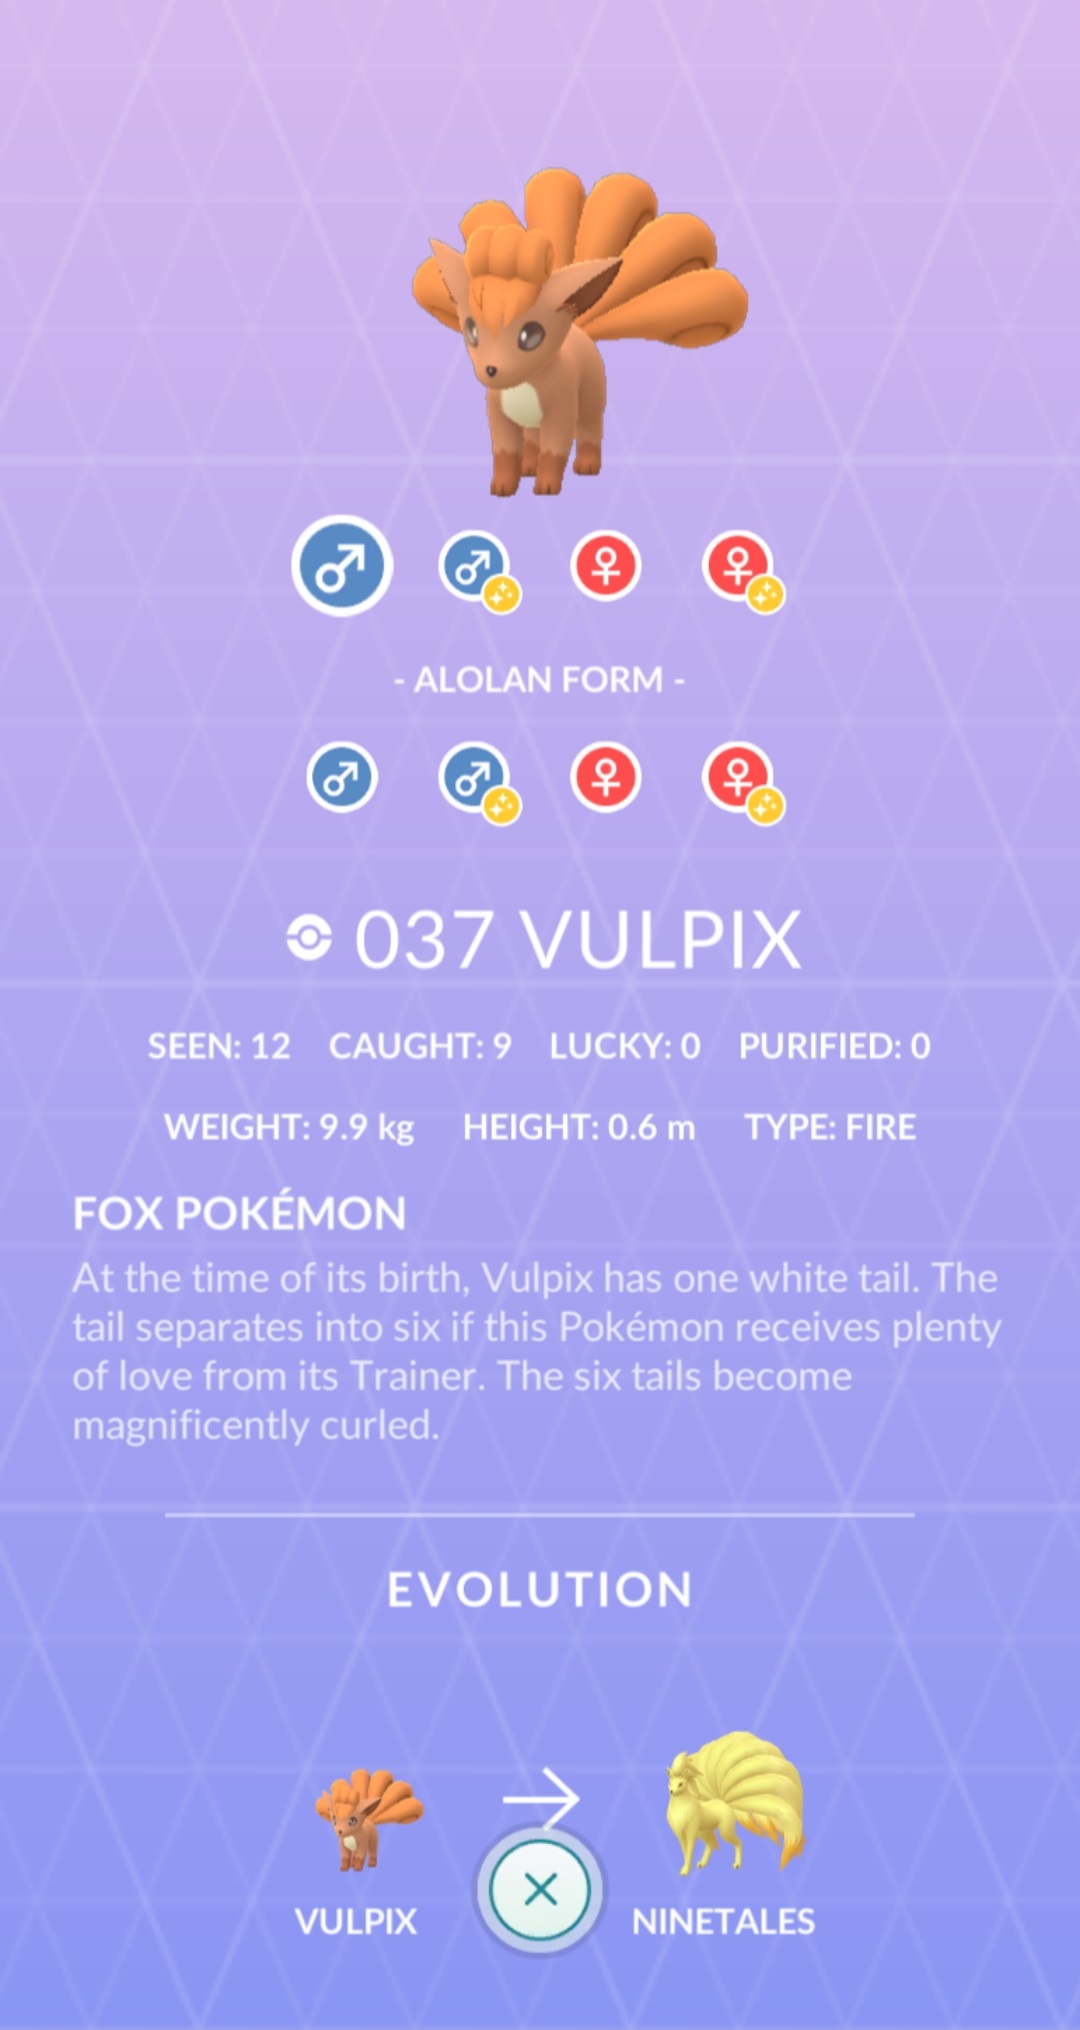 - ALOLAN FORM -
037 VULPIX
SEEN: 12 CAUGHT: 9 LUCKY: 0 PURIFIED: 0
WEIGHT: 9.9 kg HEIGHT: 0.6 m TYPE: FIRE
FOX POKÉMON
At the time of its birth, Vulpix has one white tail. The
tail separates into six if this Pokémon receives plenty
of love from its Trainer. The six tails become
magnificently curled.
EVOLUTION
VULPIX NINETALES